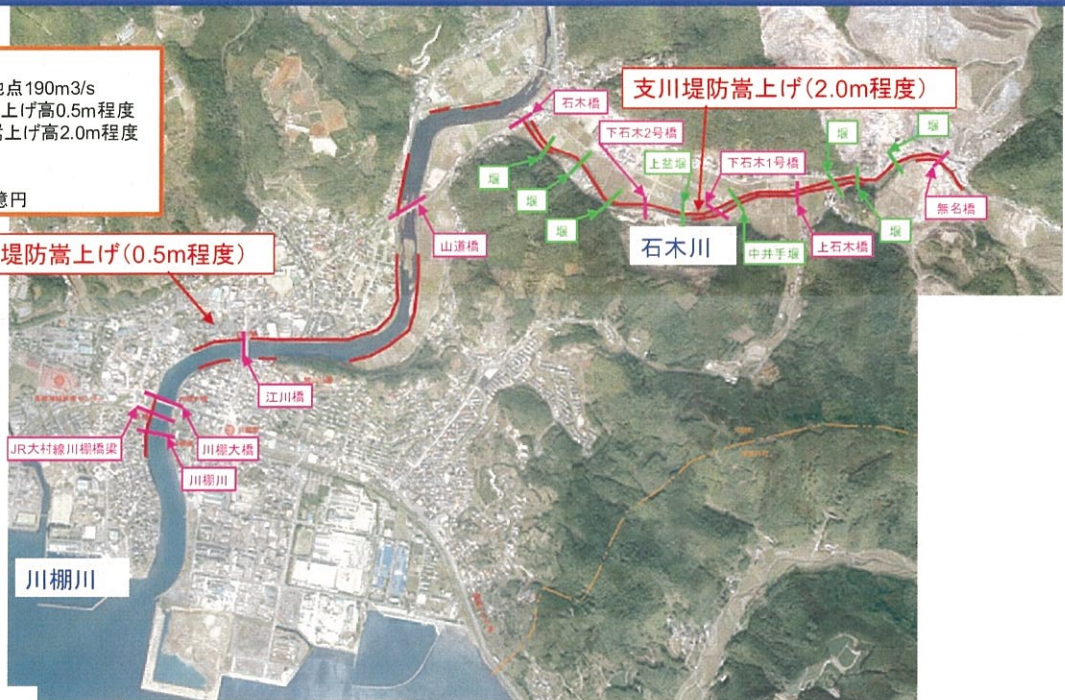 地点190m3/s
上げ高0.5m程度
嵩上げ高2.0m程度
億円
支川堤防嵩上げ(2.0m程度)
石木橋
下石木2号橋
上盆堰
下石木1号橋
堰
堰
堰
堰
堰
堰
無名橋
石木川
中井手堰
上石木橋
山道橋
堤防嵩上げ(0.5m程度)
江川橋
JR大村線川棚橋梁
川棚大橋
川棚川
川棚川